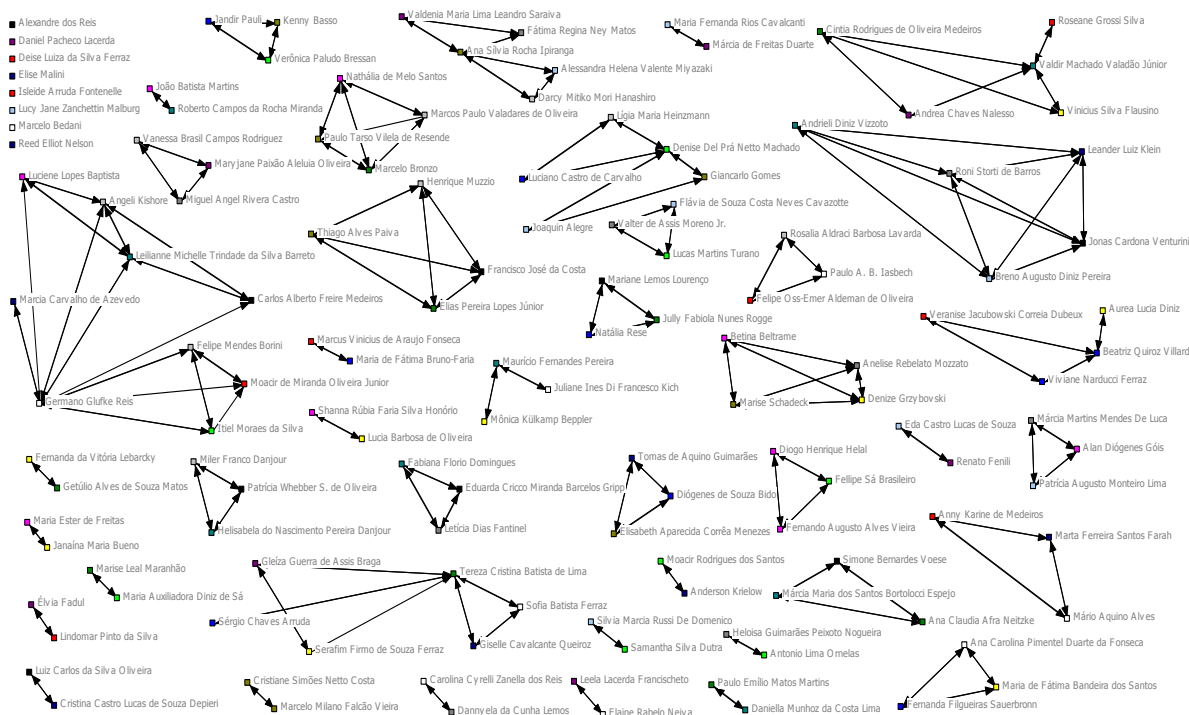 Alexandre dos Reis
Daniel Pacheco Lacerda
Deise Luiza da Silva Ferraz
Elise Malini
Isleide Arruda Fontenelle
Lucy Jane Zanchettin Malburg
Marcelo Bedani
Reed Elliot Nelson
Jandir Pauli
Kenny Basso
Verônica Paludo Bressan
Valdenia Maria Lima Leandro Saraiva
Fátima Regina Ney Matos
Ana Sílvia Rocha Ipiranga
Alessandra Helena Valente Miyazaki
Darcy Mitiko Mori Hanashiro
Maria Fernanda Rios Cavalcanti
Márcia de Freitas Duarte
Cintia Rodrigues de Oliveira Medeiros
Roseane Grossi Silva
Valdir Machado Valadão Júnior
Vinicius Silva Flausino
Andrea Chaves Nalesso
João Batista Martins
Roberto Campos da Rocha Miranda
Nathália de Melo Santos
Marcos Paulo Valadares de Oliveira
Paulo Tarso Vilela de Resende
Marcelo Bronzo
Vanessa Brasil Campos Rodriguez
Mary jane Paixão Aleluia Oliveira
Miguel Angel Rivera Castro
Lígia Maria Heinzmann
Denise Del Prá Netto Machado
Luciano Castro de Carvalho
Giancarlo Gomes
Joaquin Alegre
Andrieli Diniz Vizzoto
Leander Luiz Klein
Roni Storti de Barros
Jonas Cardona Venturini
Breno Augusto Diniz Pereira
Luciene Lopes Baptista
Angeli Kishore
Leilianne Michelle Trindade da Silva Barreto
Carlos Alberto Freire Medeiros
Marcia Carvalho de Azevedo
Germano Glufke Reis
Felipe Mendes Borini
Moacir de Miranda Oliveira Junior
Itiel Moraes da Silva
Henrique Muzzio
Thiago Alves Paiva
Francisco José da Costa
Elias Pereira Lopes Júnior
Flávia de Souza Costa Neves Cavazotte
Valter de Assis Moreno Jr.
Lucas Martins Turano
Rosalia Aldraci Barbosa Lavarda
Paulo A. B. Iasbech
Felipe Oss-Emer Aldeman de Oliveira
Mariane Lemos Lourenço
Jully Fabiola Nunes Rogge
Natália Rese
Veranise Jacubowski Correia Dubeux
Aurea Lucia Diniz
Beatriz Quiroz Villard
Viviane Narducci Ferraz
Marcus Vinicius de Araujo Fonseca
Maria de Fátima Bruno-Faria
Maurício Fernandes Pereira
Juliane Ines Di Francesco Kich
Mônica Külkamp Beppler
Betina Beltrame
Anelise Rebelato Mozzato
Marise Schadeck
Denize Grzybovski
Shanna Rúbia Faria Silva Honório
Lucia Barbosa de Oliveira
Eda Castro Lucas de Souza
Renato Fenili
Márcia Martins Mendes De Luca
Alan Diógenes Góis
Patrícia Augusto Monteiro Lima
Fernanda da Vitória Lebarcky
Getúlio Alves de Souza Matos
Miler Franco Danjour
Patrícia Whebber S. de Oliveira
Helisabela do Nascimento Pereira Danjour
Fabiana Florio Domingues
Eduarda Cricco Miranda Barcelos Gripp
Letícia Dias Fantinel
Tomas de Aquino Guimarães
Diógenes de Souza Bido
Elisabeth Aparecida Corrêa Menezes
Diogo Henrique Helal
Fellipe Sá Brasileiro
Fernando Augusto Alves Vieira
Anny Karine de Medeiros
Marta Ferreira Santos Farah
Mário Aquino Alves
Maria Ester de Freitas
Janaína Maria Bueno
Marise Leal Maranhão
Maria Auxiliadora Diniz de Sá
Gleíza Guerra de Assis Braga
Tereza Cristina Batista de Lima
Sofia Batista Ferraz
Sérgio Chaves Arruda
Serafim Firmo de Souza Ferraz
Giselle Cavalcante Queiroz
Moacir Rodrigues dos Santos
Anderson Krielow
Simone Bernardes Voese
Márcia Maria dos Santos Bortolocci Espejo
Ana Claudia Afra Neitzke
Élvia Fadul
Lindomar Pinto da Silva
Silvia Marcia Russi De Domenico
Samantha Silva Dutra
Heloisa Guimarães Peixoto Nogueira
Antonio Lima Ornelas
Ana Carolina Pimentel Duarte da Fonseca
Maria de Fátima Bandeira dos Santos
Fernanda Filgueiras Sauerbronn
Luiz Carlos da Silva Oliveira
Cristina Castro Lucas de Souza Depieri
Cristiane Simões Netto Costa
Marcelo Milano Falcão Vieira
Carolina Cyrelli Zanella dos Reis
Dannyela da Cunha Lemos
Leela Lacerda Francischeto
Elaine Rabelo Neiva
Paulo Emílio Matos Martins
Daniella Munhoz da Costa Lima